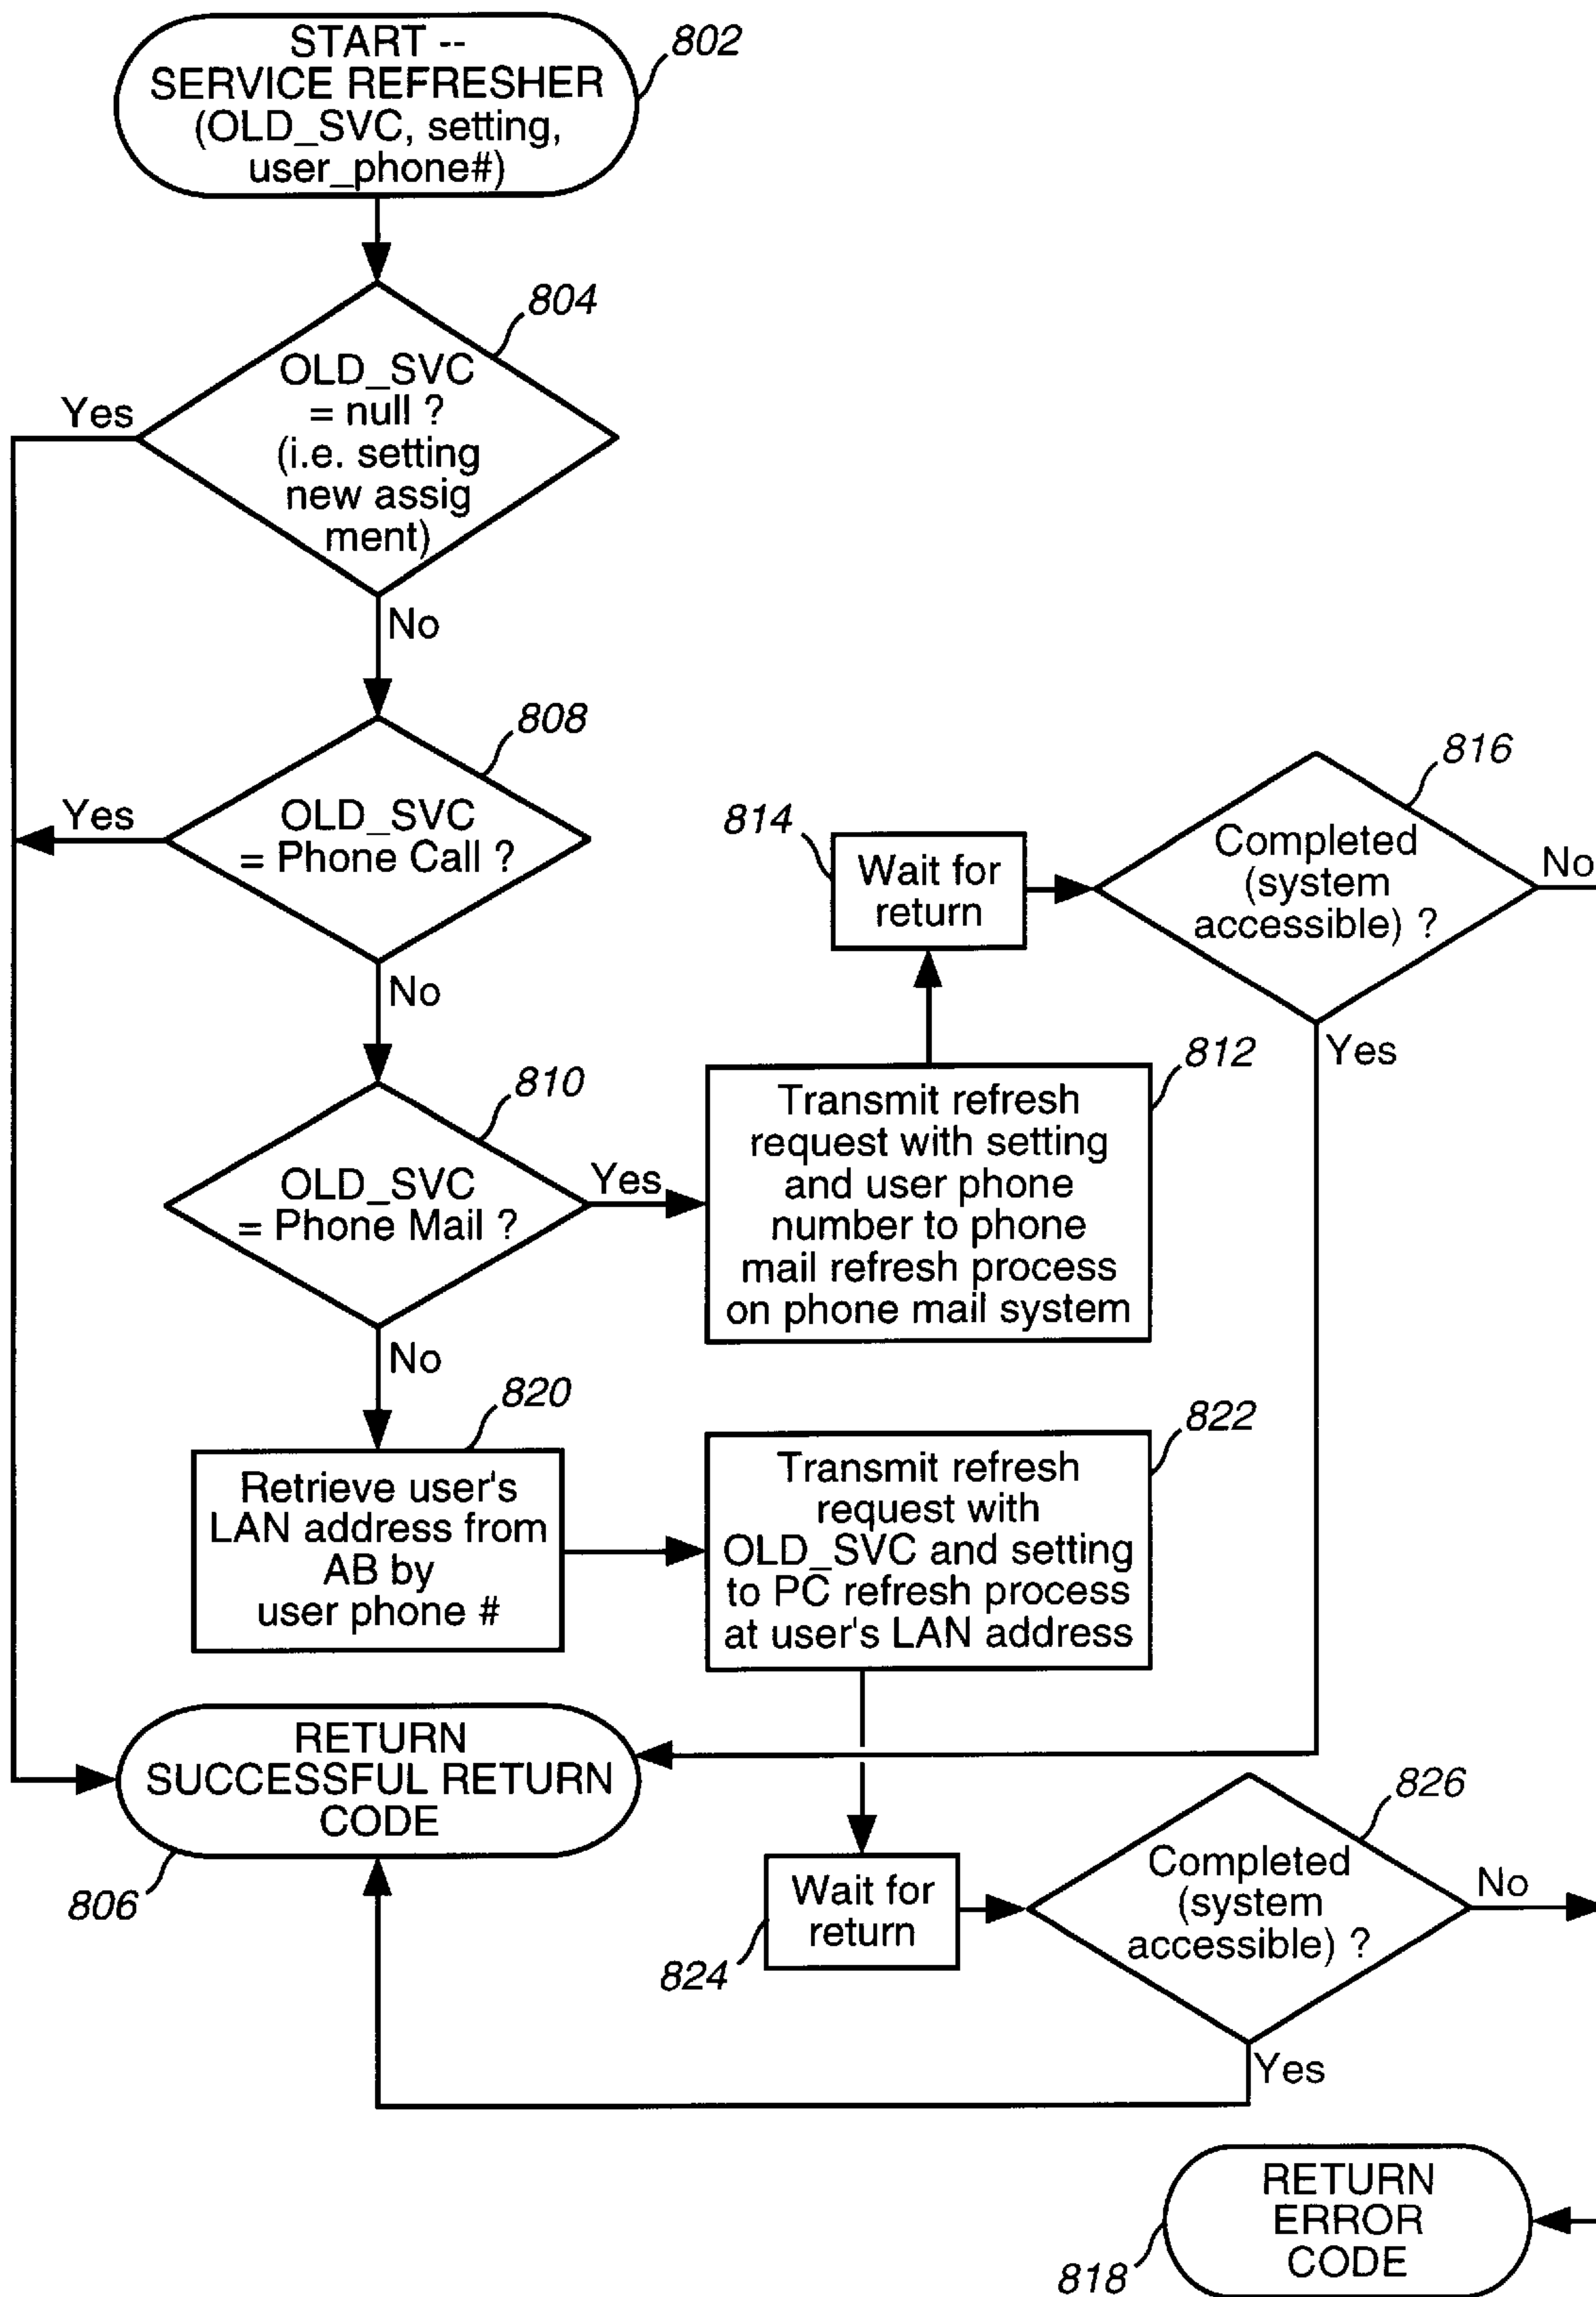 START --
SERVICE REFRESHER
(OLD_SVC, setting,
user_phone#)
802
804
OLD_SVC
= null ?
(i.e. setting
new assig
ment)
Yes
No
808
OLD_SVC
= Phone Call ?
Yes
No
810
OLD_SVC
= Phone Mail ?
Yes
No
812
Transmit refresh
request with setting
and user phone
number to phone
mail refresh process
on phone mail system
814
Wait for
return
816
Completed
(system
accessible) ?
No
Yes
820
Retrieve user's
LAN address from
AB by
user phone #
822
Transmit refresh
request with
OLD_SVC and setting
to PC refresh process
at user's LAN address
RETURN
SUCCESSFUL RETURN
CODE
806
Wait for
return
824
826
Completed
(system
accessible) ?
No
Yes
RETURN
ERROR
CODE
818